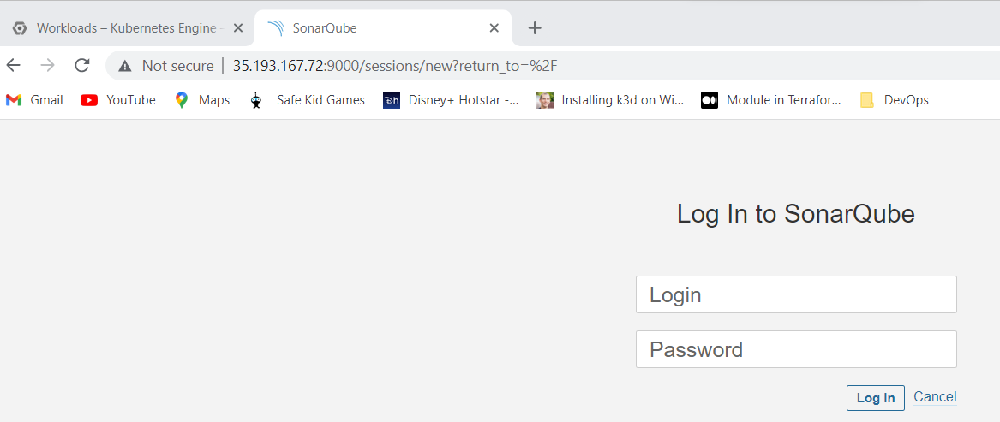 Workloads – Kubernetes Engine –
SonarQube
Not secure | 35.193.167.72:9000/sessions/new?return_to=%2F
Gmail YouTube Maps Safe Kid Games Disney+ Hotstar -... Installing k3d on Wi... Module in Terrafor... DevOps
Log In to SonarQube
Login
Password
Log in Cancel